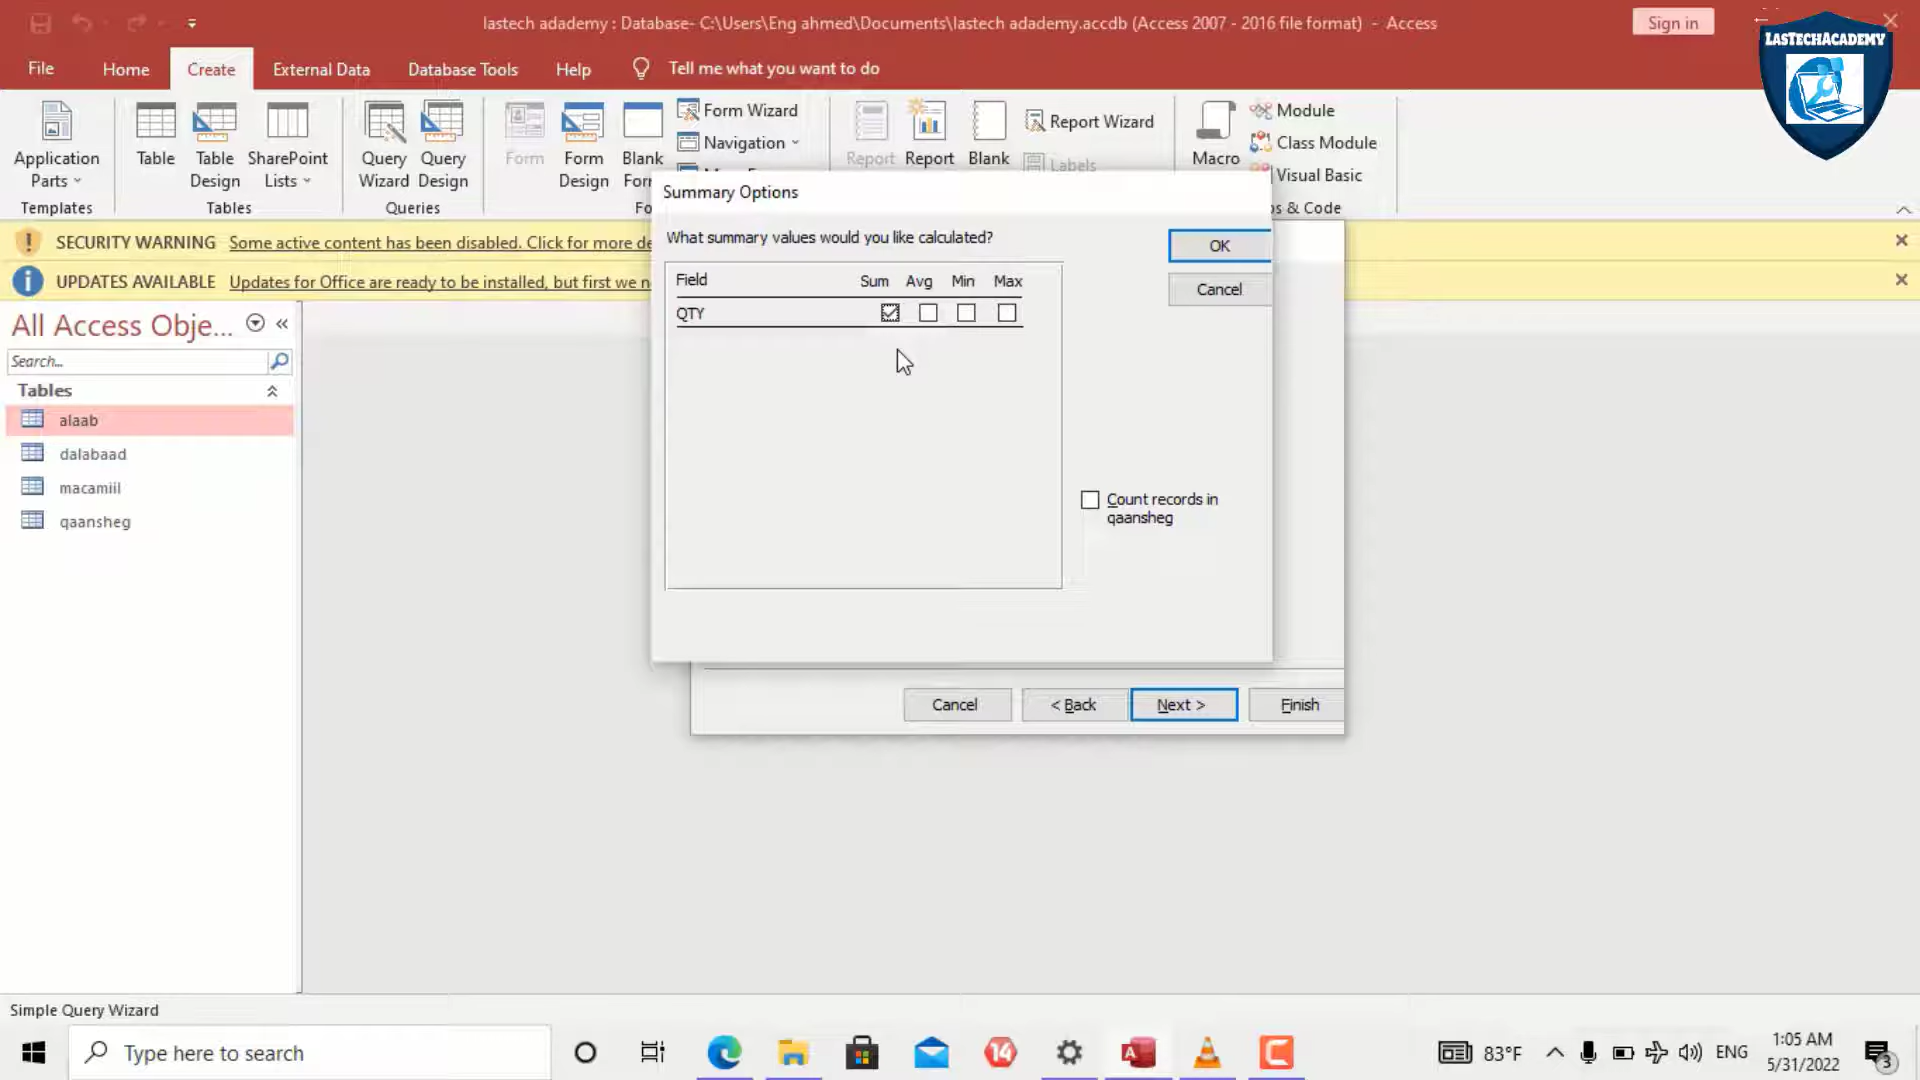 lastech adademy : Database- C:\Users\Eng ahmed\Documents\lastech adademy.accdb (Access 2007 - 2016 file format) - Access
Sign in
LASTECHACADEMY
File Home Create External Data Database Tools Help Tell me what you want to do
Application Parts
Templates
Table
Table Design
SharePoint Lists
Tables
Query Wizard
Query Design
Queries
Form
Form Design
Blank
Form Wizard
Navigation
Report
Report
Blank
Report Wizard
Labels
Macro
Module
Class Module
Visual Basic
s & Code
SECURITY WARNING Some active content has been disabled. Click for more de
UPDATES AVAILABLE Updates for Office are ready to be installed, but first we n
All Access Obje...
Search...
Tables
alaab
dalabaad
macamiil
qaansheg
Summary Options
What summary values would you like calculated?
OK
Cancel
Field Sum Avg Min Max
QTY
Count records in
qaansheg
Cancel < Back Next > Finish
Simple Query Wizard
Type here to search
14
83°F
ENG
1:05 AM
5/31/2022
3